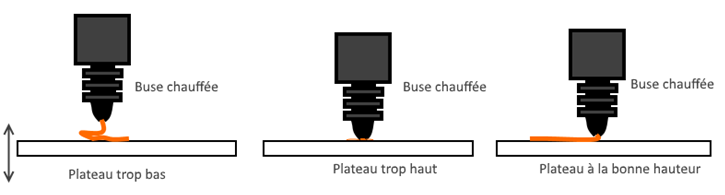 Buse chauffée
Plateau trop bas
Buse chauffée
Plateau trop haut
Buse chauffée
Plateau à la bonne hauteur